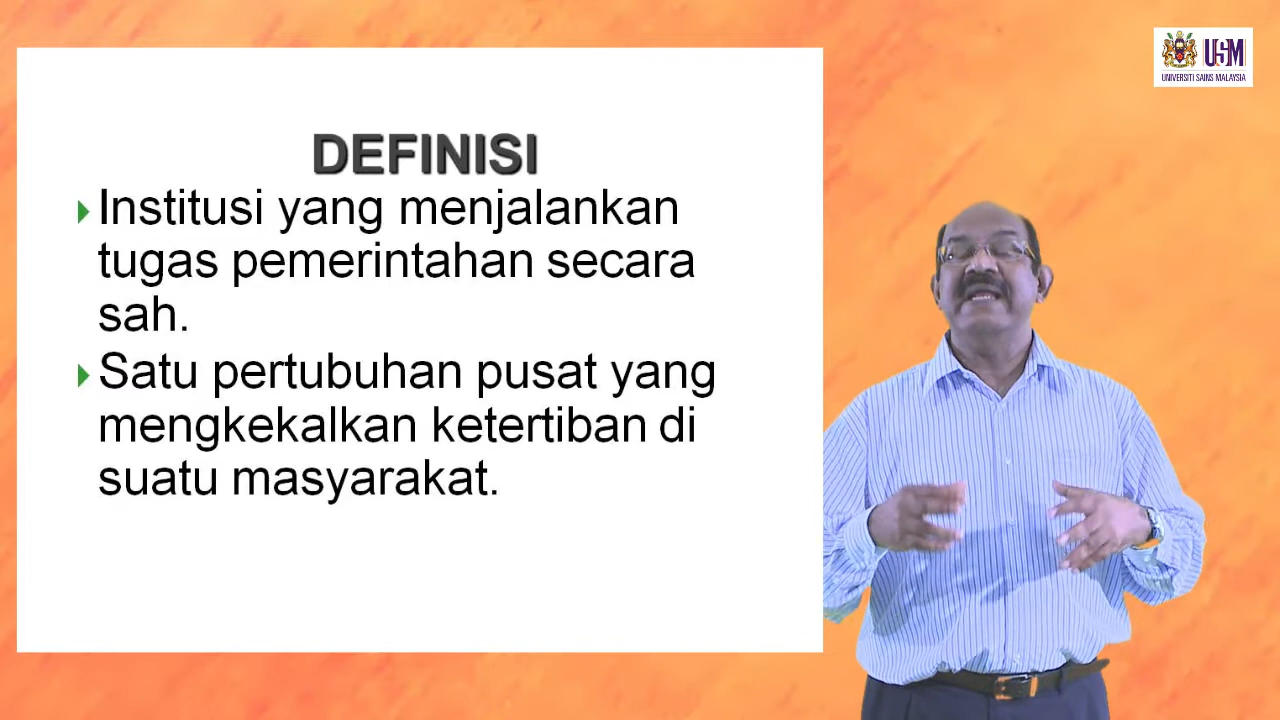 USM
UNIVERSITI SAINS MALAYSIA
DEFINISI
Institusi yang menjalankan
tugas pemerintahan secara
sah.
Satu pertubuhan pusat yang
mengkekalkan ketertiban di
suatu masyarakat.